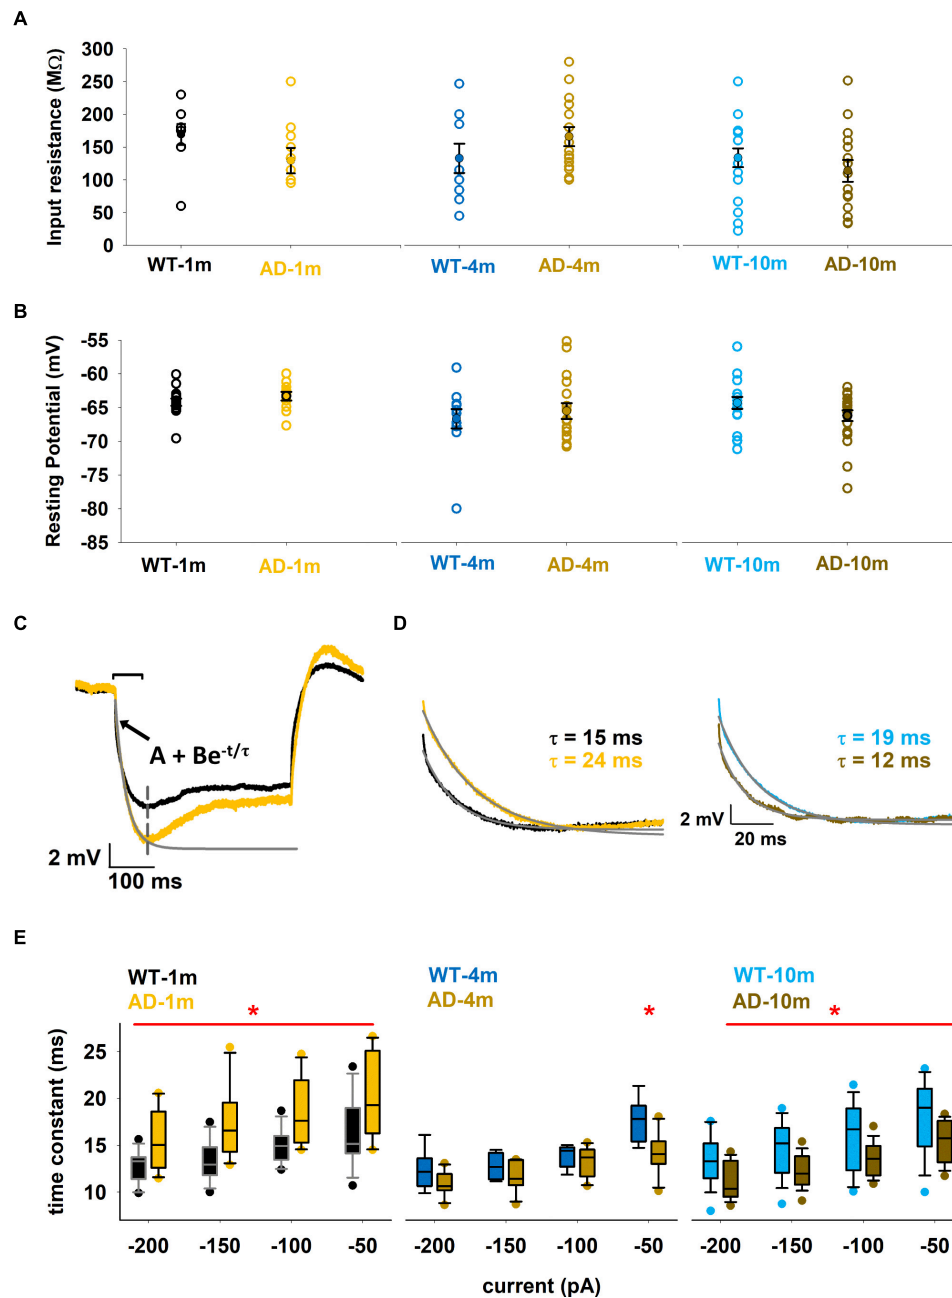 A
Input resistance (MΩ)
300
250
200
150
100
50
0
WT-1m
AD-1m
WT-4m
AD-4m
WT-10m
AD-10m
B
Resting Potential (mV)
-55
-60
-65
-70
-75
-80
-85
WT-1m
AD-1m
WT-4m
AD-4m
WT-10m
AD-10m
C
A + Be-t/τ
2 mV
100 ms
D
τ = 15 ms
τ = 24 ms
τ = 19 ms
τ = 12 ms
2 mV
20 ms
E
WT-1m
AD-1m
WT-4m
AD-4m
WT-10m
AD-10m
*
*
*
time constant (ms)
25
20
15
10
-200 -150 -100 -50
-200 -150 -100 -50
-200 -150 -100 -50
current (pA)